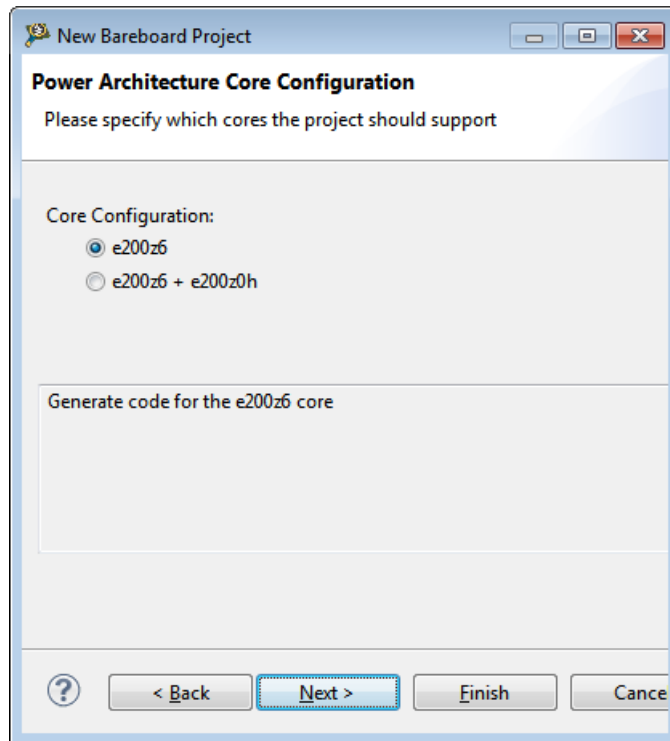 New Bareboard Project
Power Architecture Core Configuration
Please specify which cores the project should support
Core Configuration:
e200z6
e200z6 + e200z0h
Generate code for the e200z6 core
? < Back Next > Finish Cance